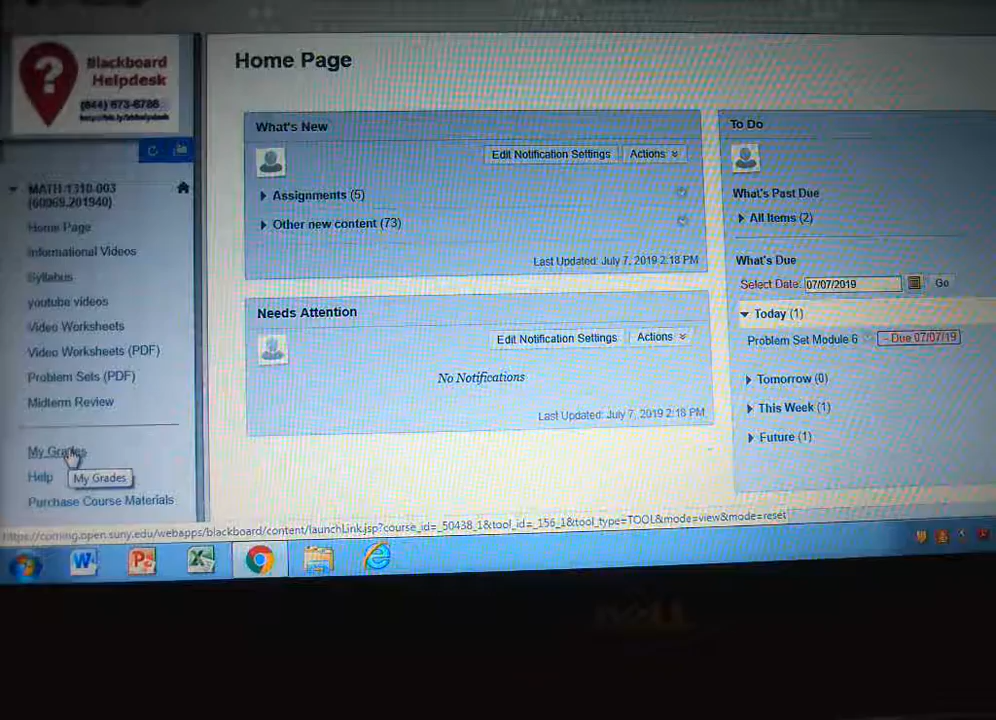 Blackboard
Helpdesk
(844) 673-6786
Home Page
What's New
Edit Notification Settings
Actions
Assignments (5)
Other new content (73)
Last Updated: July 7, 2019 2:18 PM
Needs Attention
Edit Notification Settings
Actions
No Notifications
Last Updated: July 7, 2019 2:18 PM
To Do
What's Past Due
All Items (2)
What's Due
Select Date: 07/07/2019 Go
Today (1)
Problem Set Module 6 - Due 07/07/19
Tomorrow (0)
This Week (1)
Future (1)
MATH.1310.003
(60069.201940)
Home Page
Informational Videos
Syllabus
youtube videos
Video Worksheets
Video Worksheets (PDF)
Problem Sets (PDF)
Midterm Review
My Grades
Help
My Grades
Purchase Course Materials
https://corning.open.suny.edu/webapps/blackboard/content/launchLink.jsp?course_id=_50438_1&tool_id=_156_1&tool_type=TOOL&mode=view&mode=reset
DELL